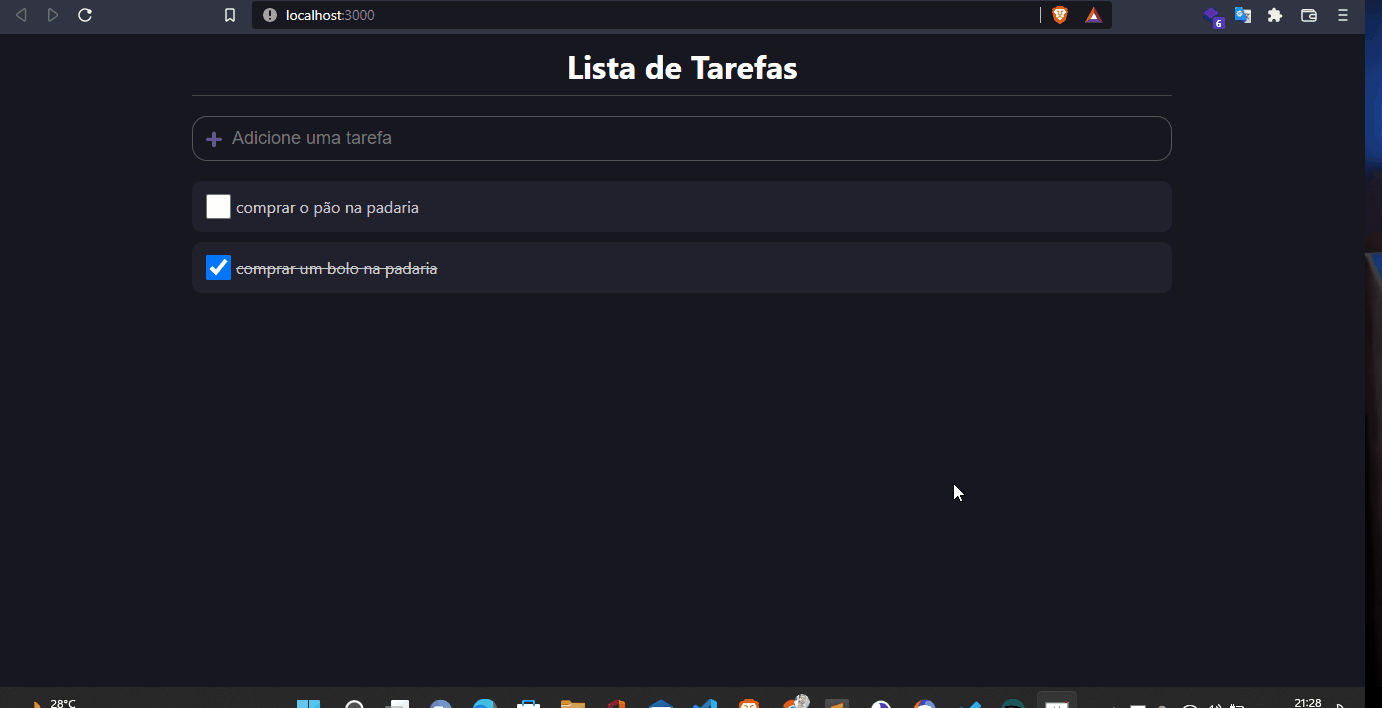 localhost:3000
6
Lista de Tarefas
Adicione uma tarefa
comprar o pão na padaria
comprar um bolo na padaria
28°C
21:28